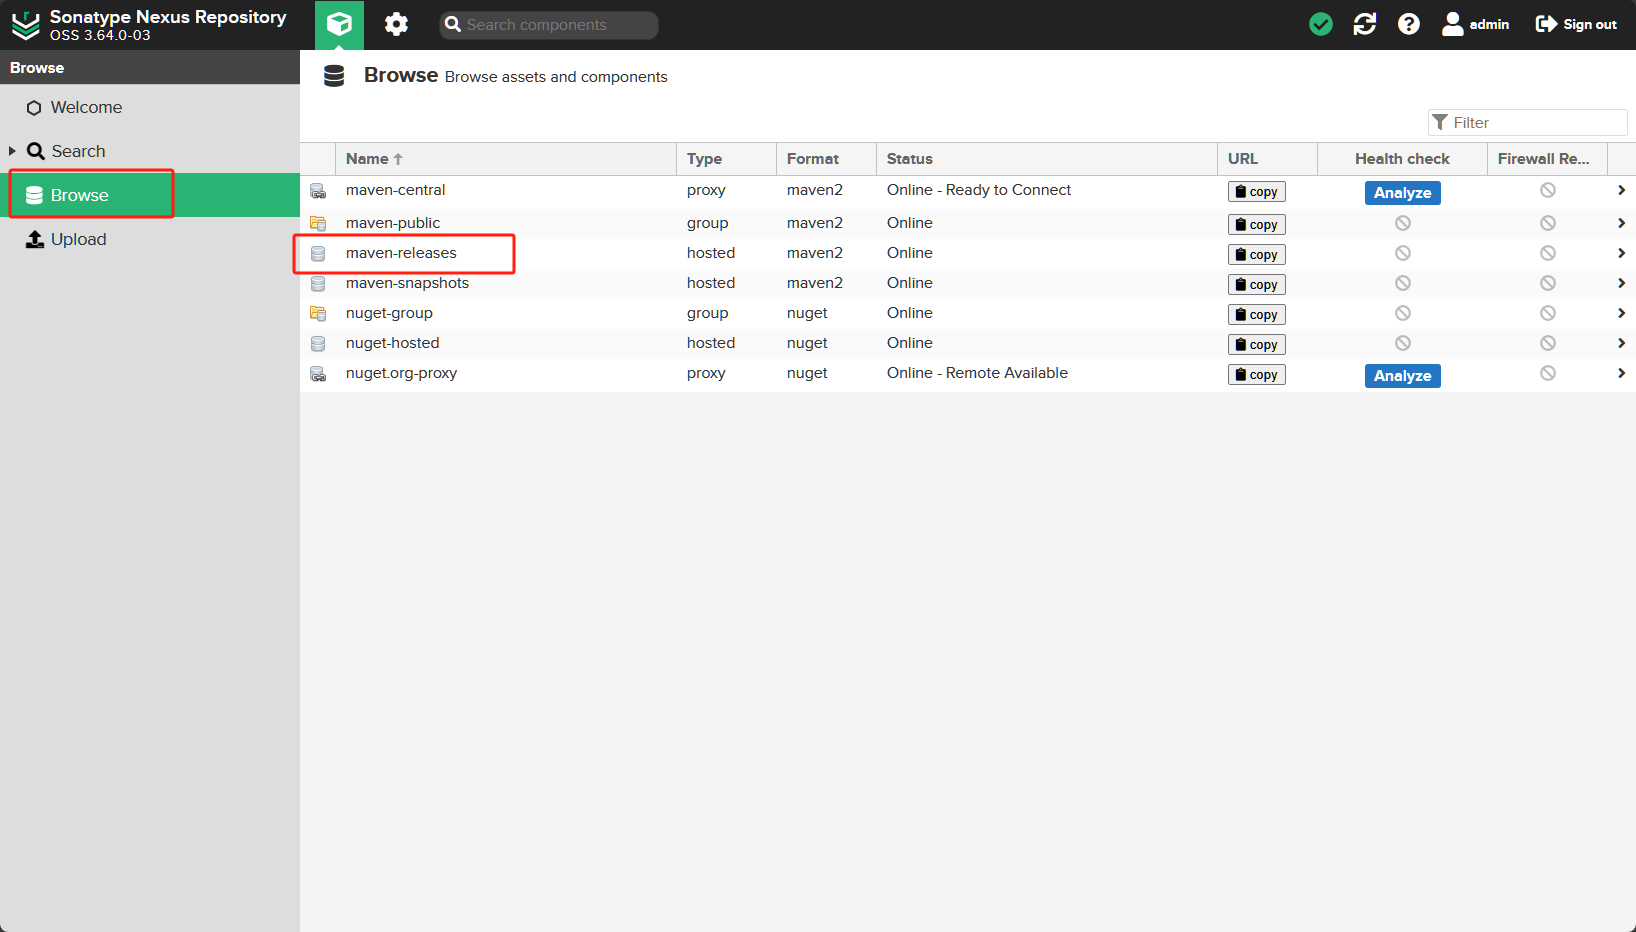 Sonatype Nexus Repository
OSS 3.64.0-03
Search components
admin
Sign out
Browse
Welcome
Search
Browse
Upload
Browse Browse assets and components
Filter
Name Type Format Status URL Health check Firewall Re...
maven-central proxy maven2 Online - Ready to Connect copy Analyze
maven-public group maven2 Online copy
maven-releases hosted maven2 Online copy
maven-snapshots hosted maven2 Online copy
nuget-group group nuget Online copy
nuget-hosted hosted nuget Online copy
nuget.org-proxy proxy nuget Online - Remote Available copy Analyze